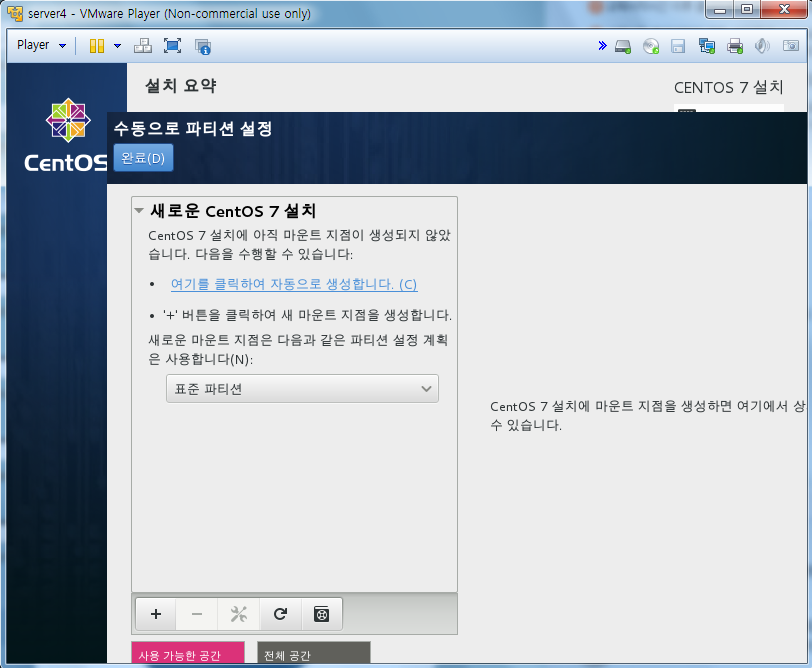 server4 - VMware Player (Non-commercial use only)
Player
설치 요약
CENTOS 7 설치
CentOS
수동으로 파티션 설정
완료(D)
새로운 CentOS 7 설치
CentOS 7 설치에 아직 마운트 지점이 생성되지 않았
습니다. 다음을 수행할 수 있습니다:
• 여기를 클릭하여 자동으로 생성합니다. (C)
• '+' 버튼을 클릭하여 새 마운트 지점을 생성합니다.
새로운 마운트 지점은 다음과 같은 파티션 설정 계획
은 사용합니다(N):
표준 파티션
CentOS 7 설치에 마운트 지점을 생성하면 여기에서 상
수 있습니다.
사용 가능한 공간
전체 공간